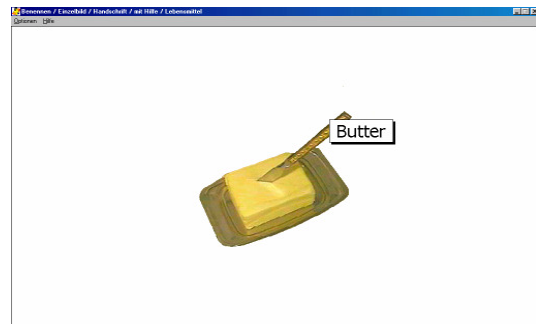 Benennen / Einzelbild / Handschrift / mit Hilfe / Lebensmittel
Optionen Hilfe
Butter